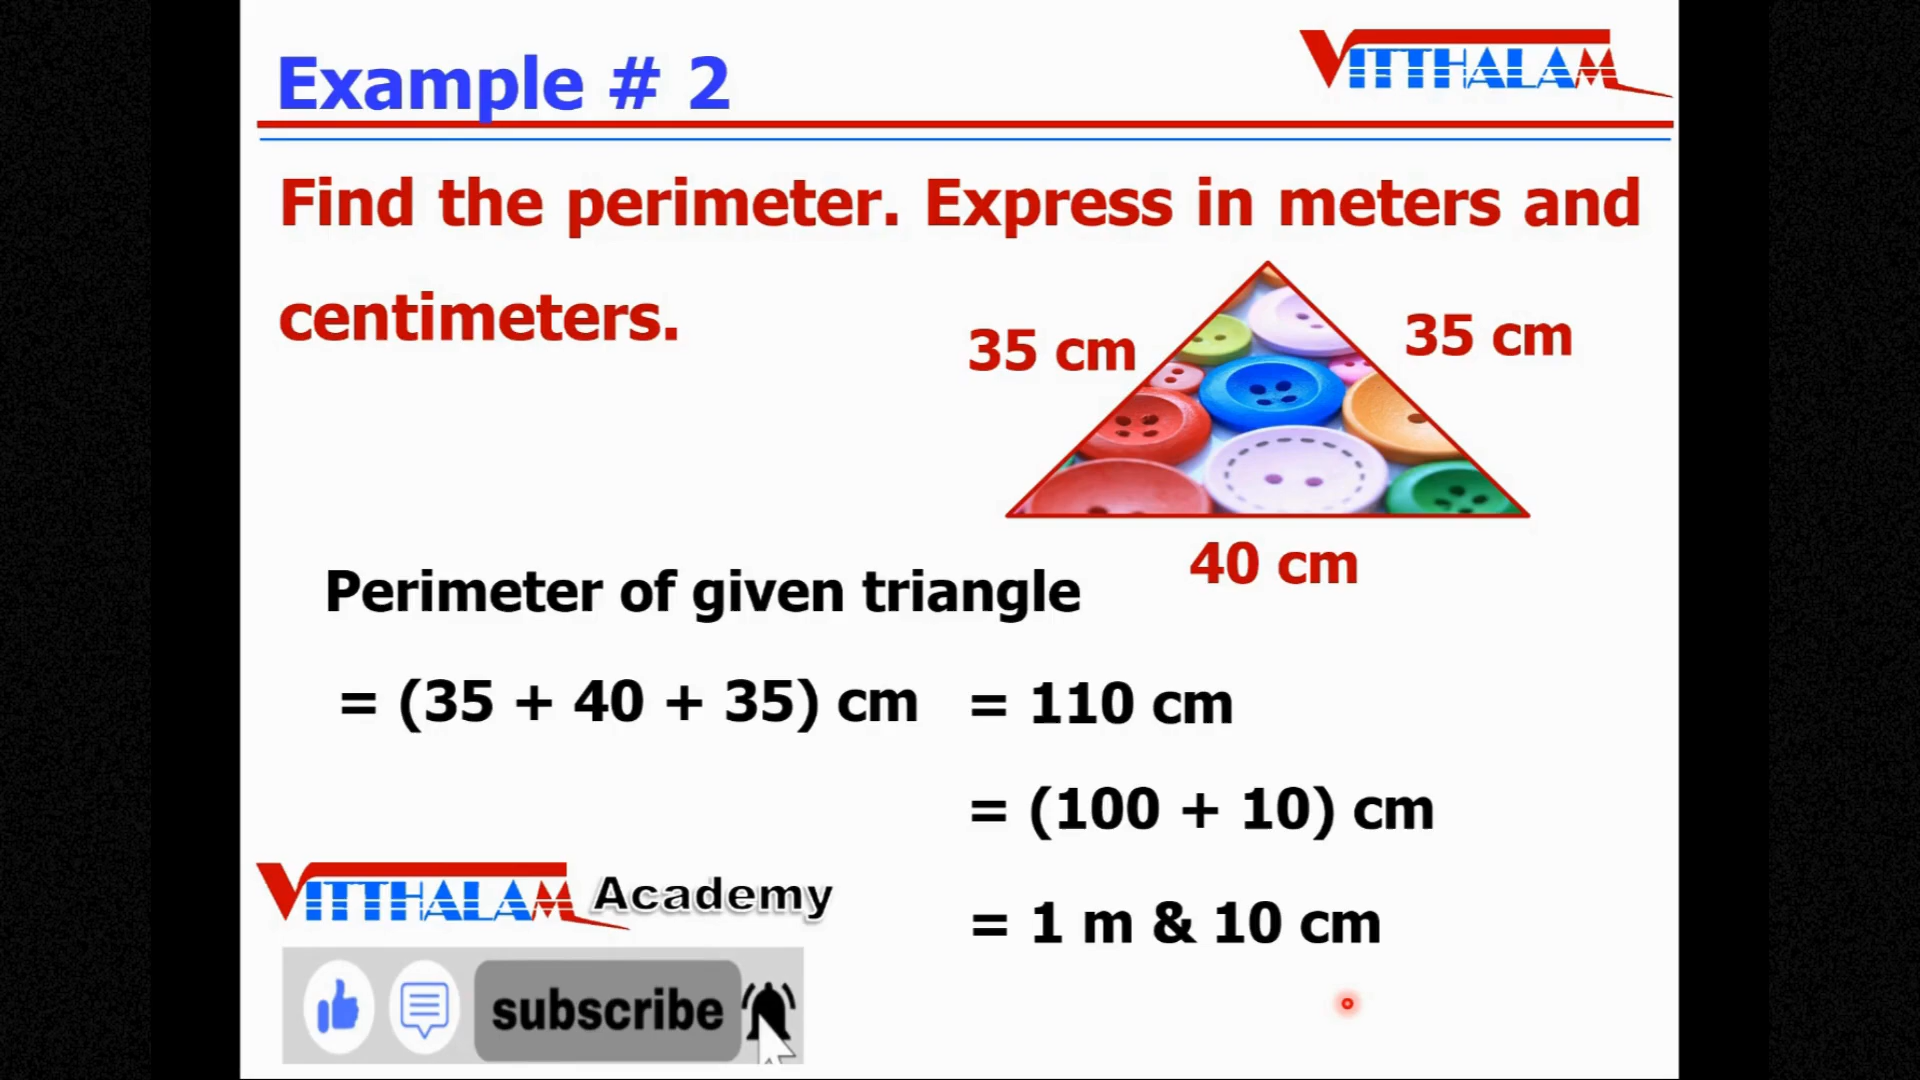 Example # 2
VITTHALAM
Find the perimeter. Express in meters and
centimeters.
35 cm
35 cm
40 cm
Perimeter of given triangle
= (35 + 40 + 35) cm = 110 cm
= (100 + 10) cm
= 1 m & 10 cm
VITTHALAM Academy
subscribe